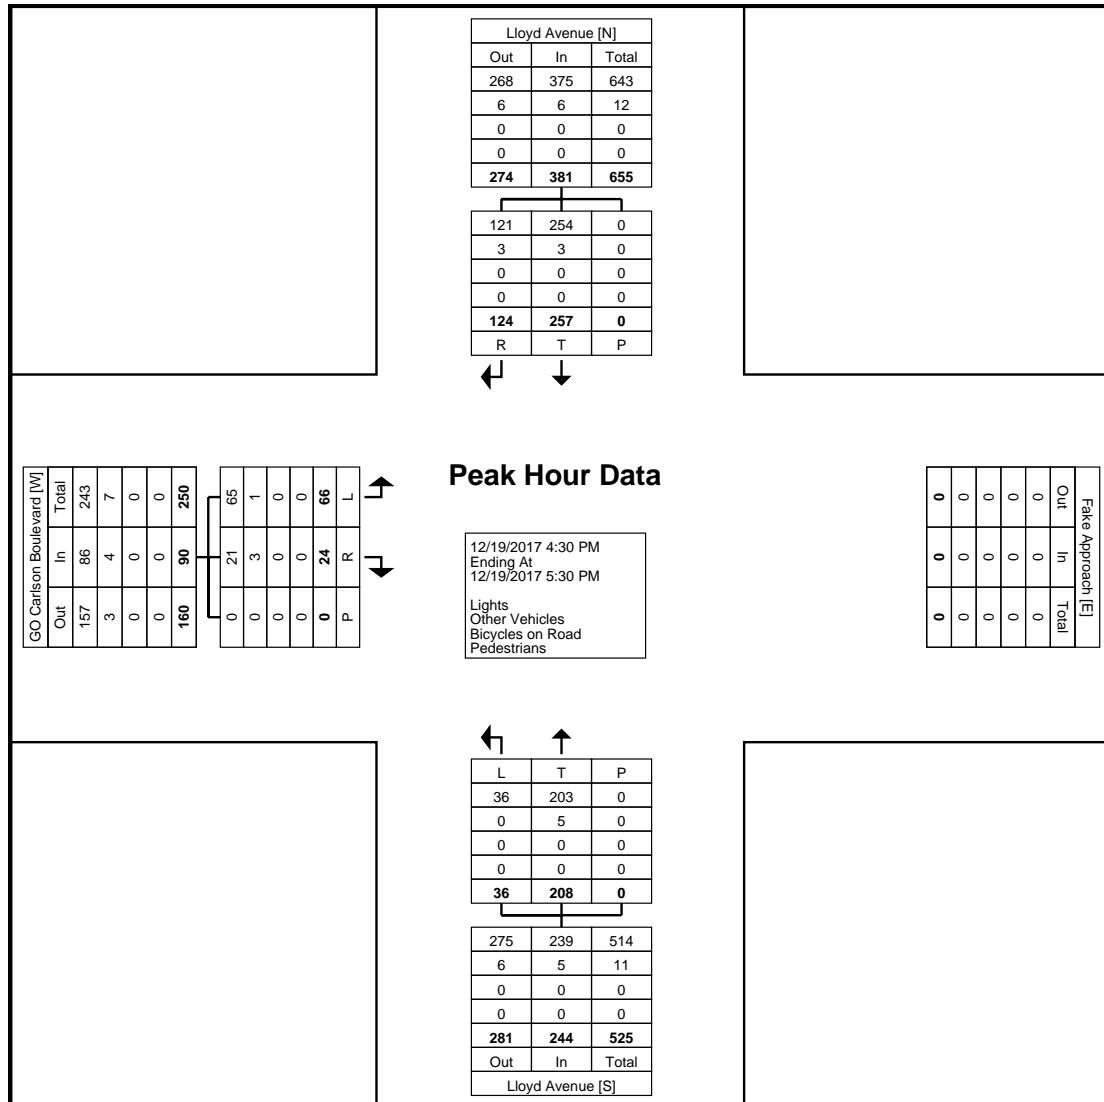 Lloyd Avenue [N]
Out In Total
268 375 643
6 6 12
0 0 0
0 0 0
274 381 655
121 254 0
3 3 0
0 0 0
0 0 0
124 257 0
R T P
GO Carlson Boulevard [W]
Out In Total
157 86 243
3 4 7
0 0 0
0 0 0
160 90 250
0 21 65
0 3 1
0 0 0
0 0 0
0 24 66
P R L
Peak Hour Data
12/19/2017 4:30 PM
Ending At
12/19/2017 5:30 PM
Lights
Other Vehicles
Bicycles on Road
Pedestrians
Fake Approach [E]
Out In Total
0 0 0
0 0 0
0 0 0
0 0 0
0 0 0
L T P
36 203 0
0 5 0
0 0 0
0 0 0
36 208 0
275 239 514
6 5 11
0 0 0
0 0 0
281 244 525
Out In Total
Lloyd Avenue [S]